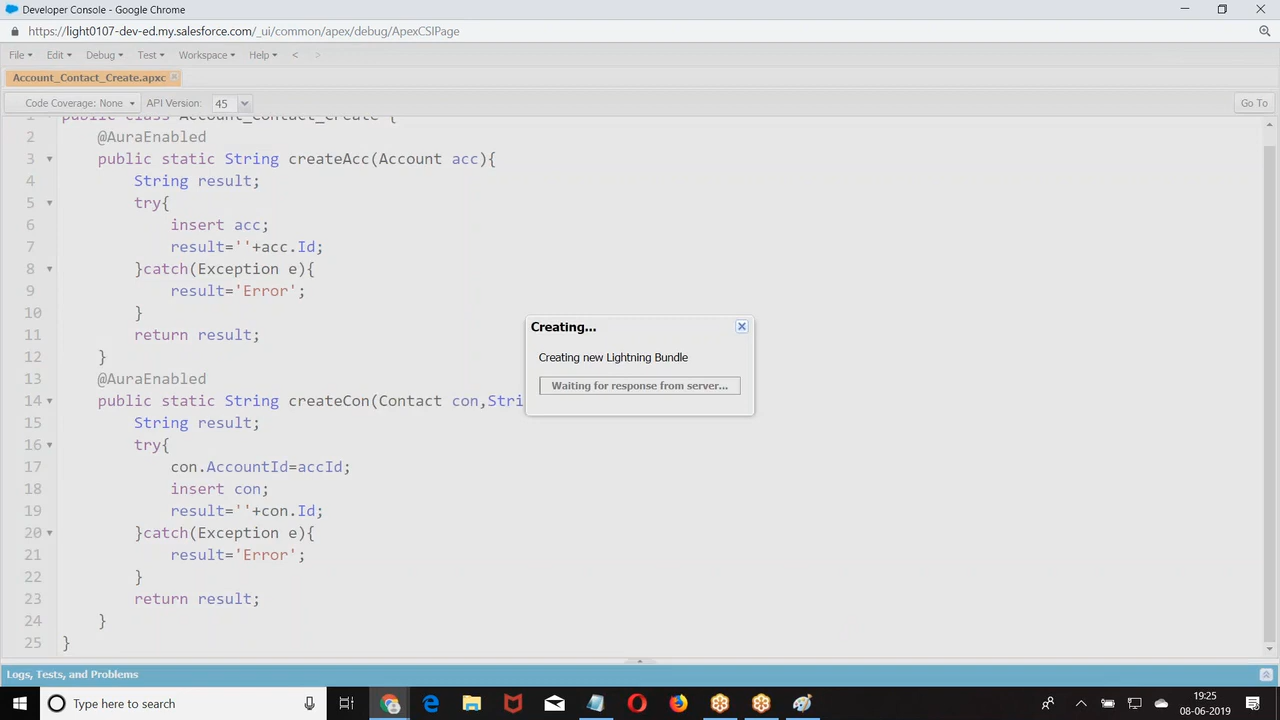 Developer Console - Google Chrome
https://light0107-dev-ed.my.salesforce.com/_ui/common/apex/debug/ApexCSIPage
File Edit Debug Test Workspace Help < >
Account_Contact_Create.apxc
Code Coverage: None API Version: 45 Go To
1 public class Account_Contact_Create {
2 @AuraEnabled
3 public static String createAcc(Account acc){
4 String result;
5 try{
6 insert acc;
7 result=''+acc.Id;
8 }catch(Exception e){
9 result='Error';
10 }
11 return result;
12 }
13 @AuraEnabled
14 public static String createCon(Contact con,Stri
15 String result;
16 try{
17 con.AccountId=accId;
18 insert con;
19 result=''+con.Id;
20 }catch(Exception e){
21 result='Error';
22 }
23 return result;
24 }
25 }
Creating...
Creating new Lightning Bundle
Waiting for response from server...
Logs, Tests, and Problems
Type here to search
19:25
08-06-2019